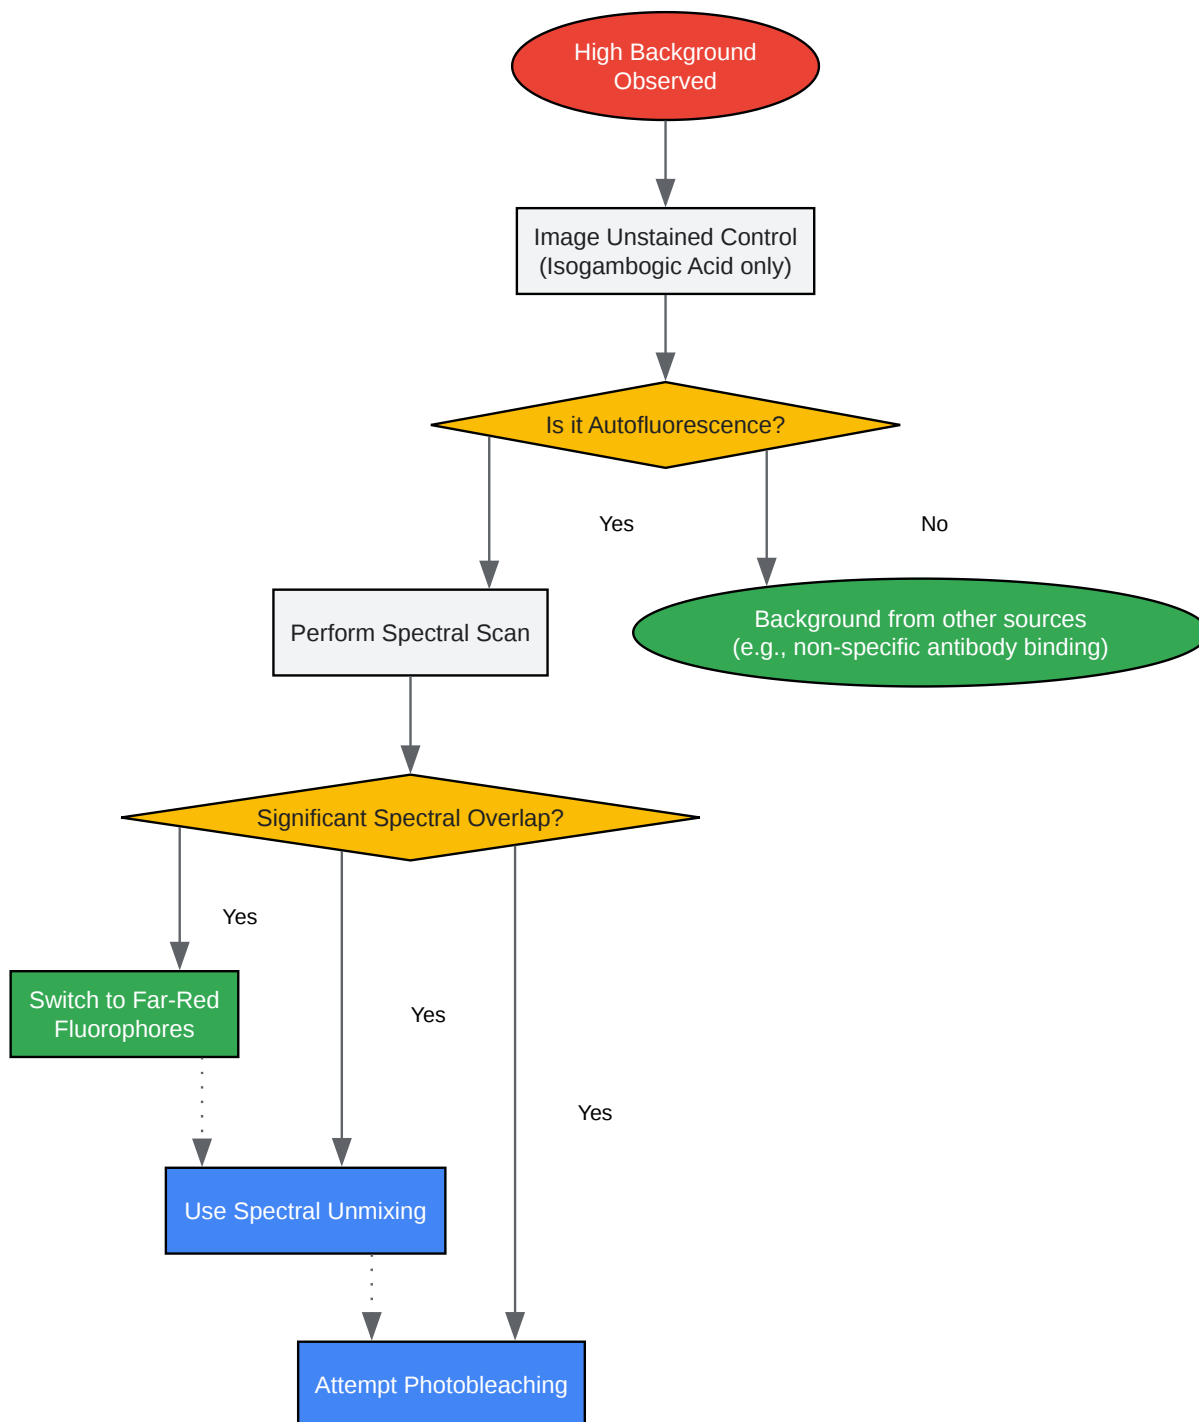 High Background
Observed
Image Unstained Control
(Isogambogic Acid only)
Is it Autofluorescence?
Yes
No
Perform Spectral Scan
Background from other sources
(e.g., non-specific antibody binding)
Significant Spectral Overlap?
Yes
Switch to Far-Red
Fluorophores
Yes
Yes
Use Spectral Unmixing
Attempt Photobleaching